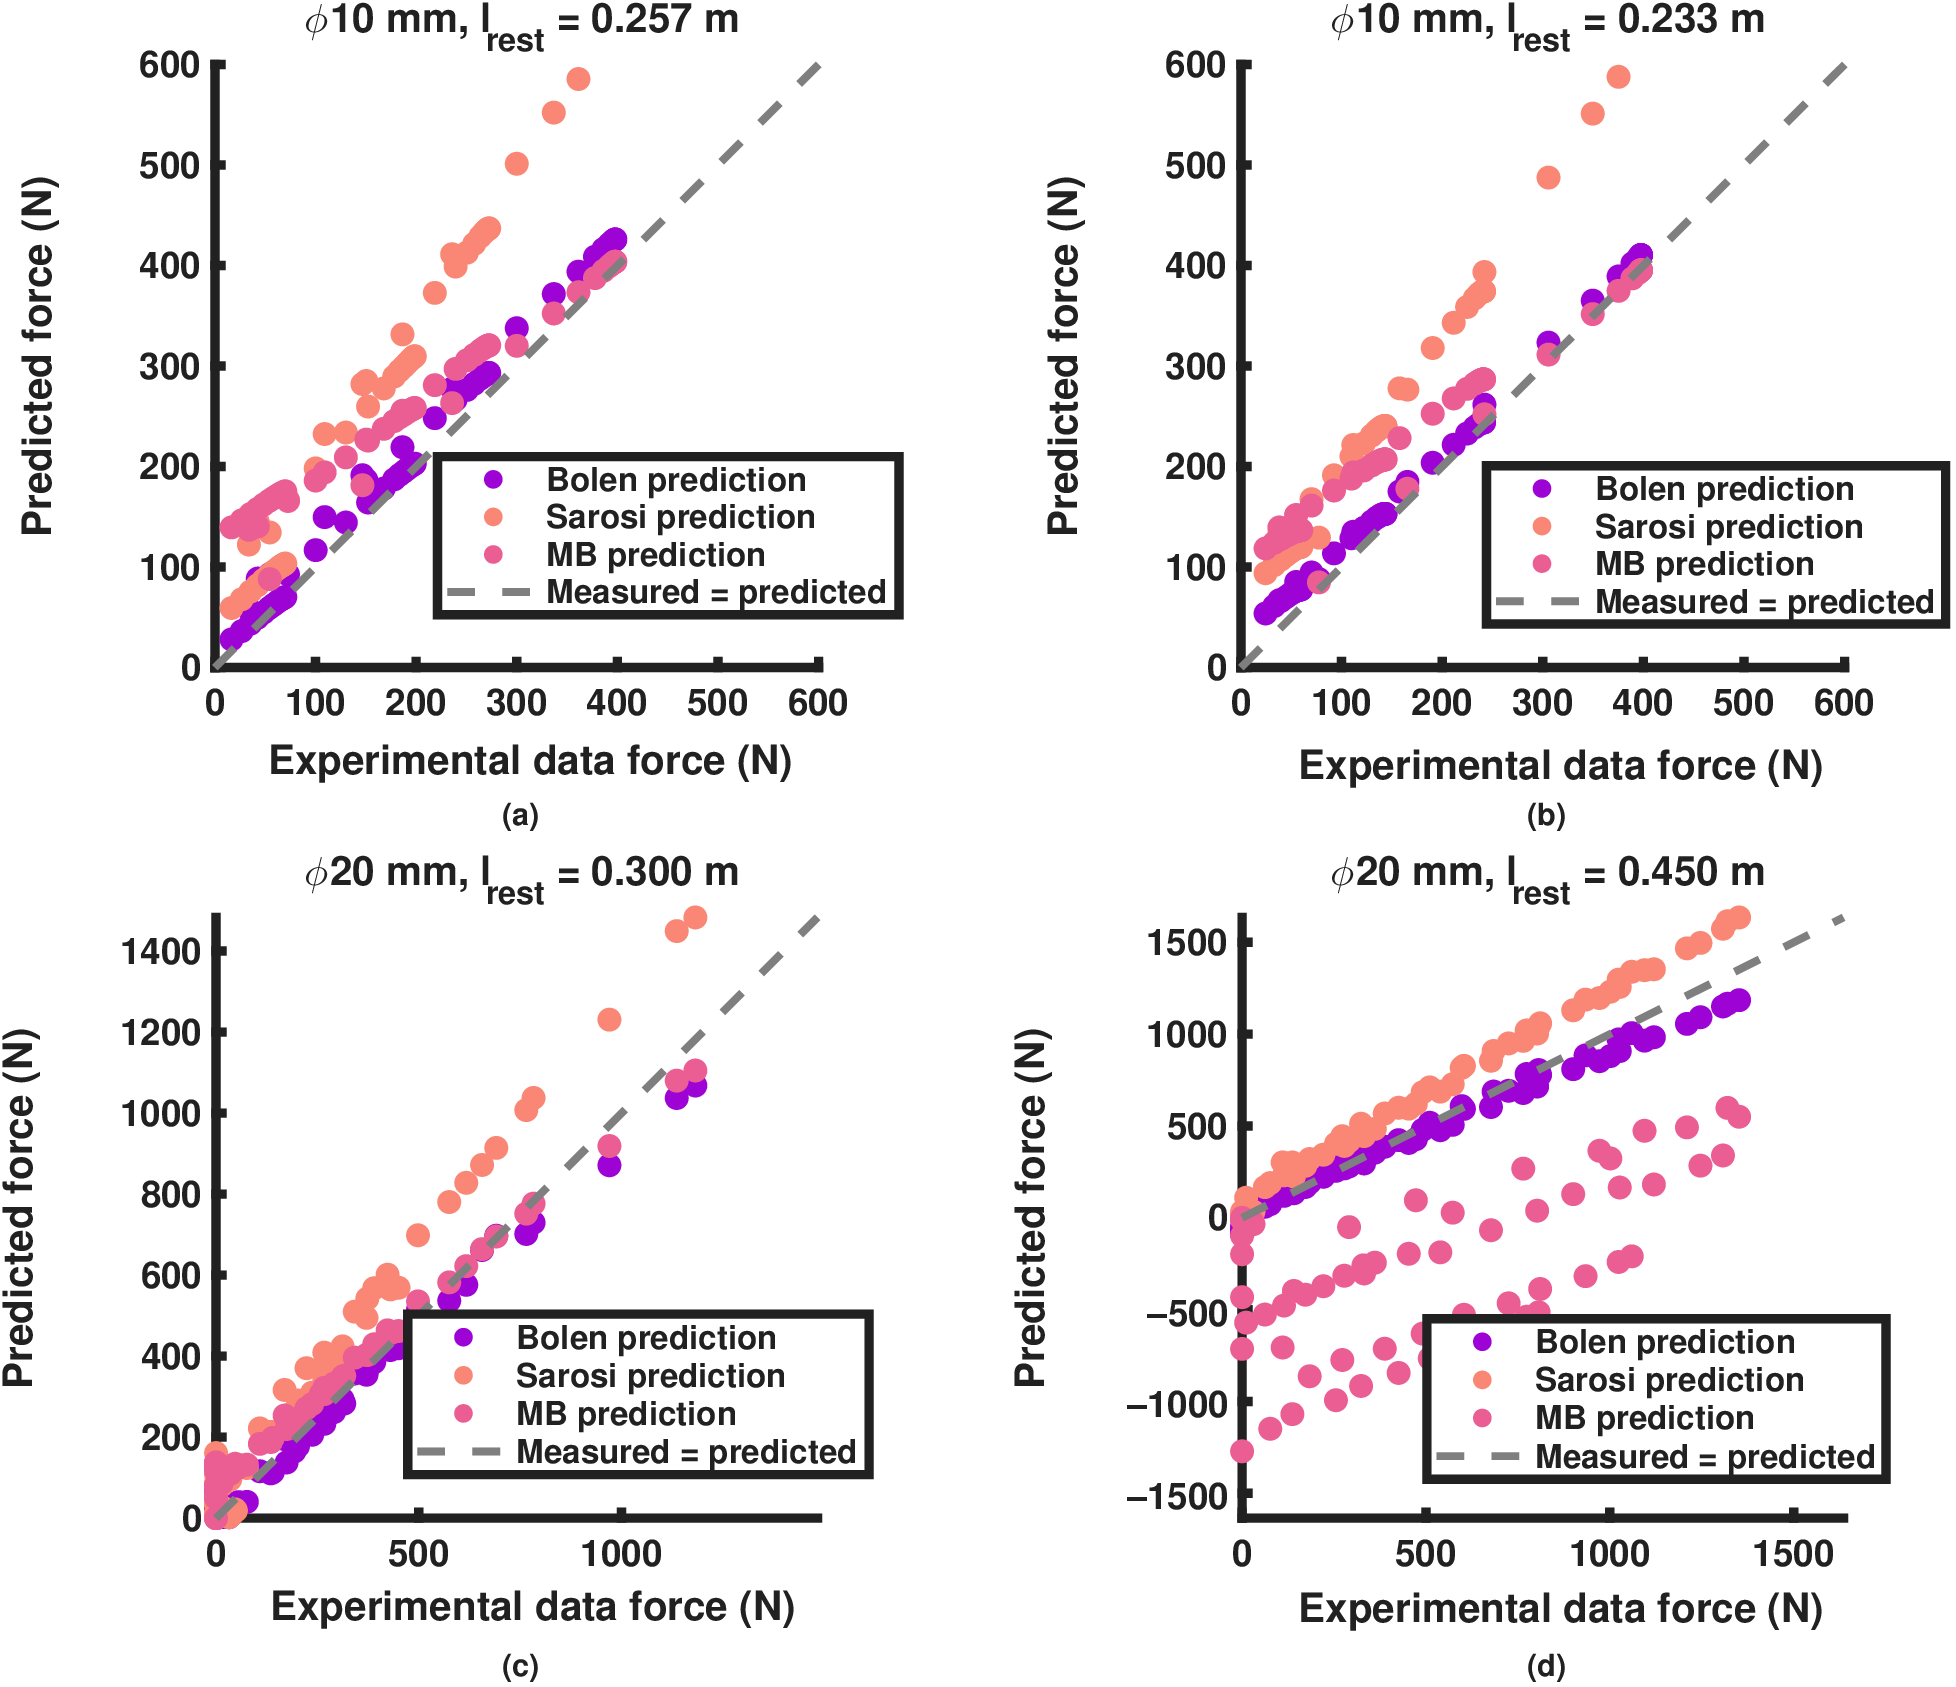 ϕ10 mm, lrest = 0.257 m
600
500
400
300
200
100
0
0 100 200 300 400 500 600
Predicted force (N)
Experimental data force (N)
Bolen prediction
Sarosi prediction
MB prediction
Measured = predicted
(a)
ϕ10 mm, lrest = 0.233 m
600
500
400
300
200
100
0
0 100 200 300 400 500 600
Predicted force (N)
Experimental data force (N)
Bolen prediction
Sarosi prediction
MB prediction
Measured = predicted
(b)
ϕ20 mm, lrest = 0.300 m
1400
1200
1000
800
600
400
200
0
0 500 1000
Predicted force (N)
Experimental data force (N)
Bolen prediction
Sarosi prediction
MB prediction
Measured = predicted
(c)
ϕ20 mm, lrest = 0.450 m
1500
1000
500
0
−500
−1000
−1500
0 500 1000 1500
Predicted force (N)
Experimental data force (N)
Bolen prediction
Sarosi prediction
MB prediction
Measured = predicted
(d)